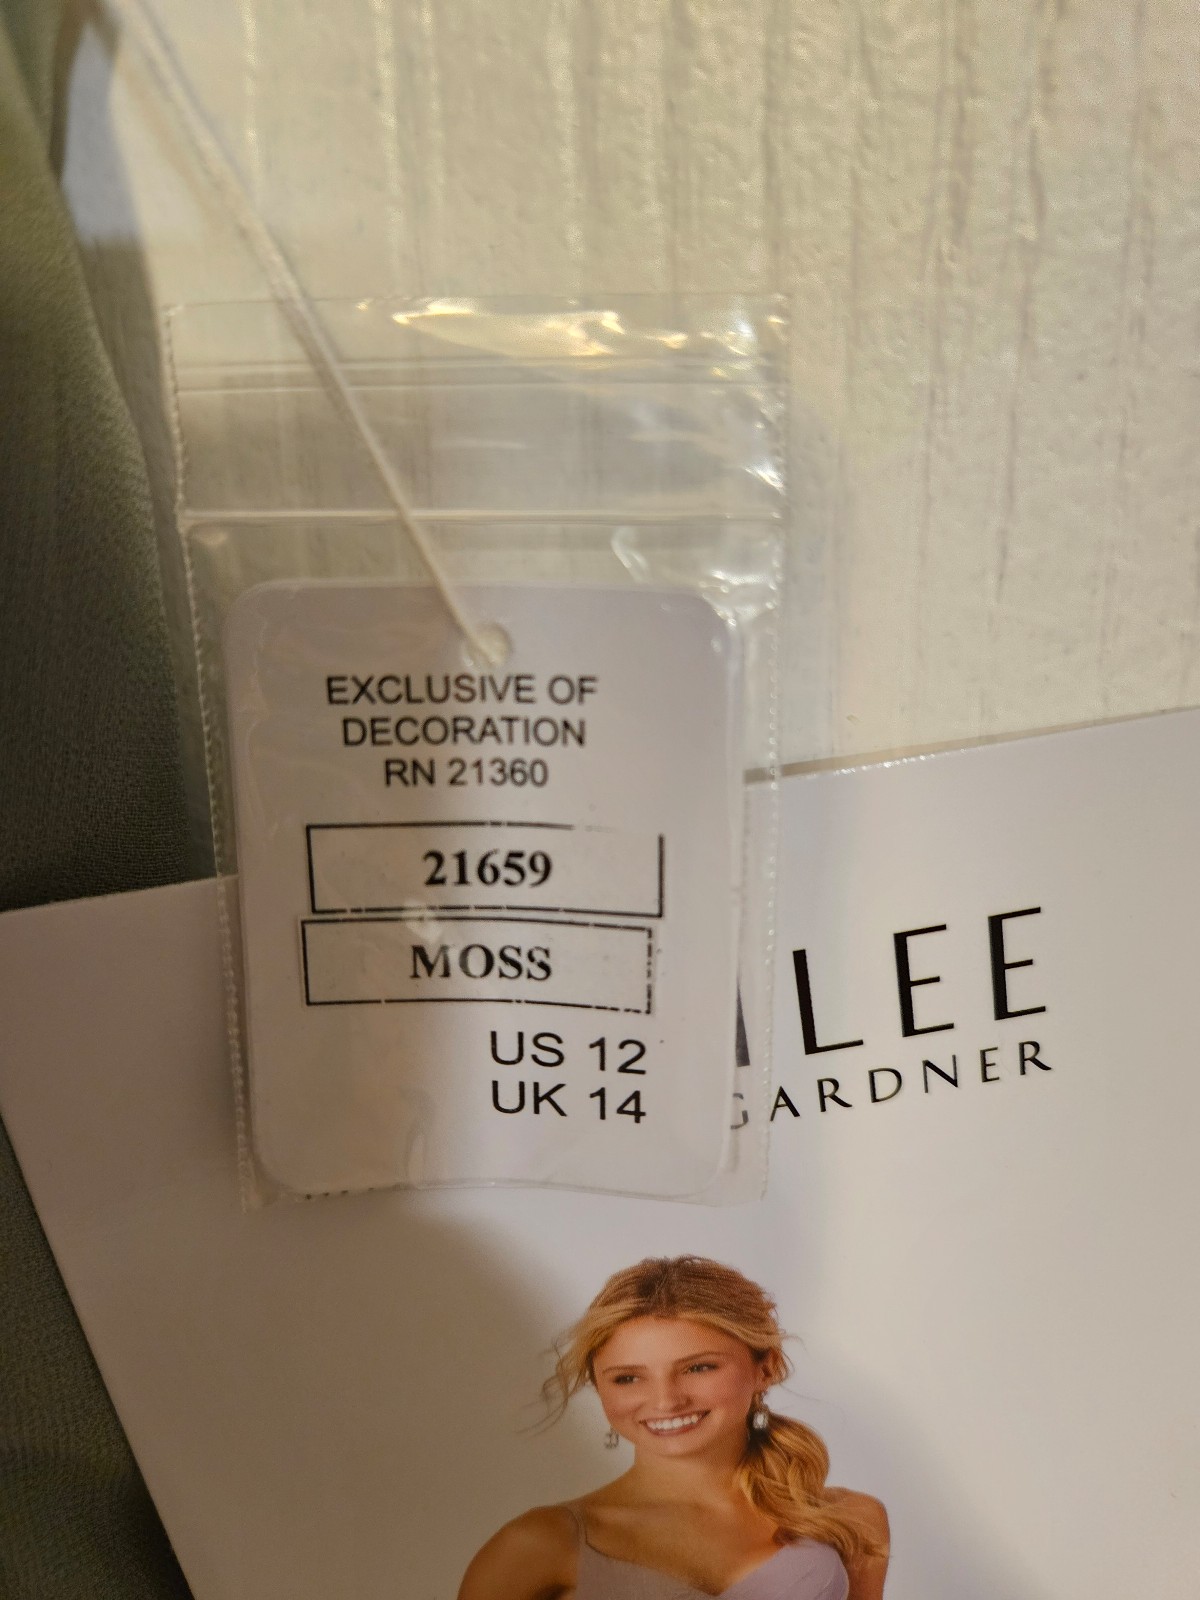 EXCLUSIVE OF
DECORATION
RN 21360
21659
MOSS
US 12
UK 14
LEE
GARDNER